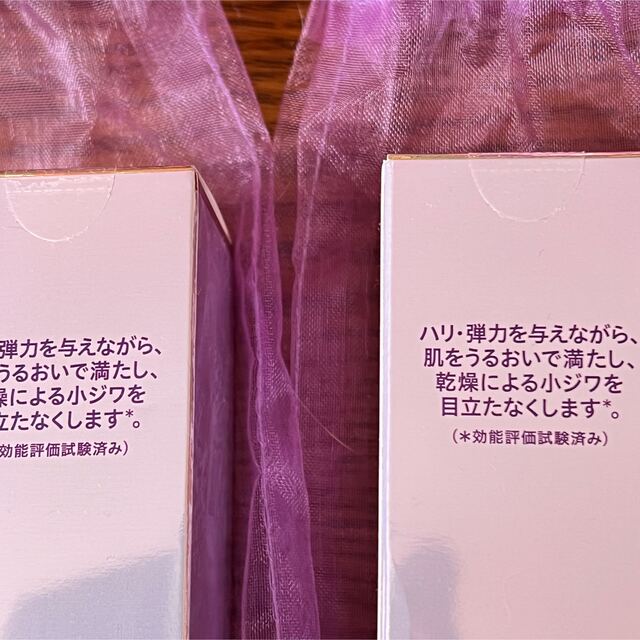 弾力を与えながら、
うるおいで満たし、
燥による小ジワを
立たなくします*。
効能評価試験済み)
ハリ・弾力を与えながら、
肌をうるおいで満たし、
乾燥による小ジワを
目立たなくします*。
(*効能評価試験済み)